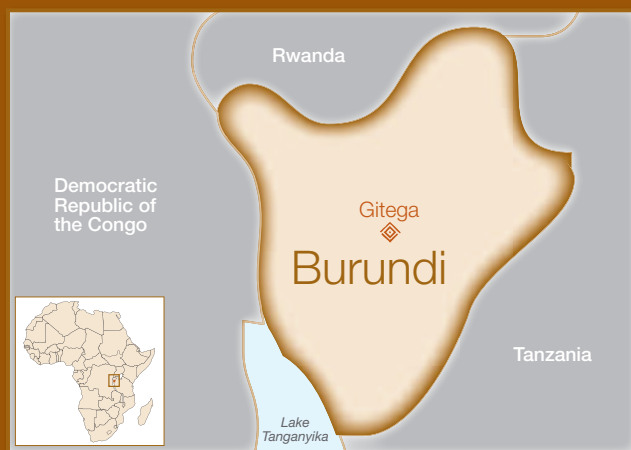 Rwanda
Democratic
Republic of
the Congo
Gitega
Burundi
Tanzania
Lake
Tanganyika